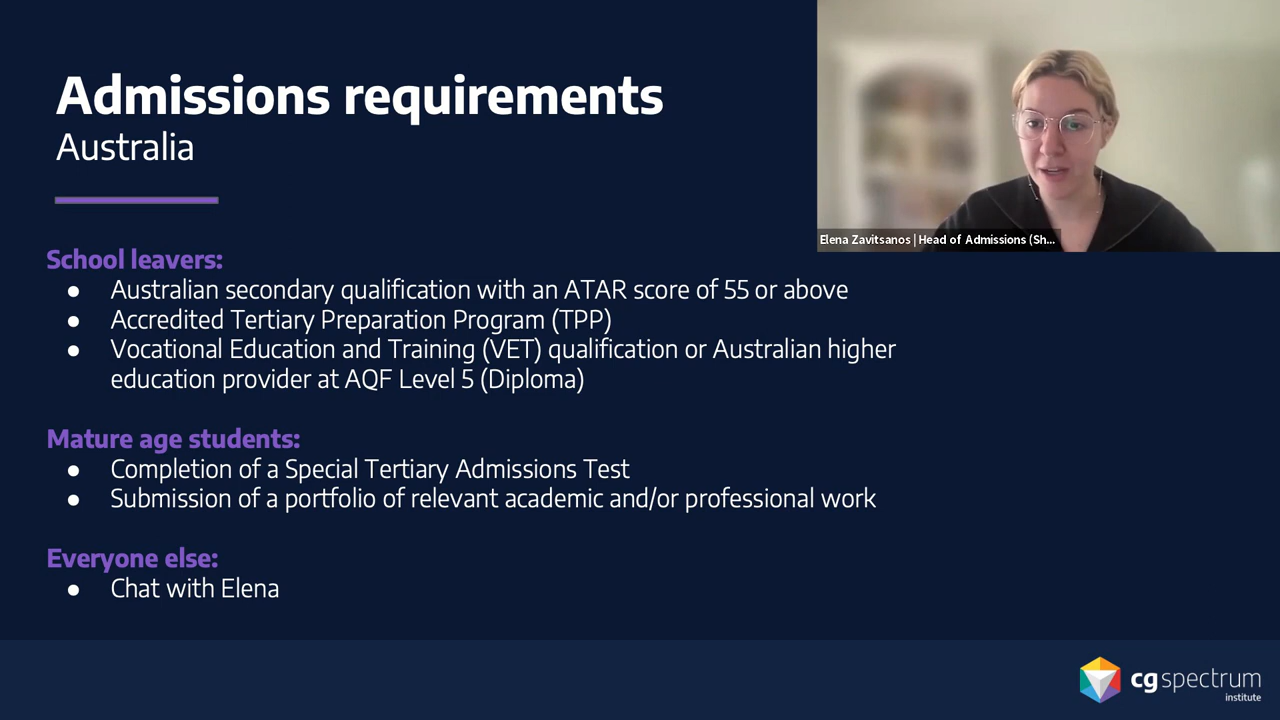 Admissions requirements
Australia
Elena Zavitsanos | Head of Admissions (Sh...
School leavers:
● Australian secondary qualification with an ATAR score of 55 or above
● Accredited Tertiary Preparation Program (TPP)
● Vocational Education and Training (VET) qualification or Australian higher
education provider at AQF Level 5 (Diploma)
Mature age students:
● Completion of a Special Tertiary Admissions Test
● Submission of a portfolio of relevant academic and/or professional work
Everyone else:
● Chat with Elena
cg spectrum
institute